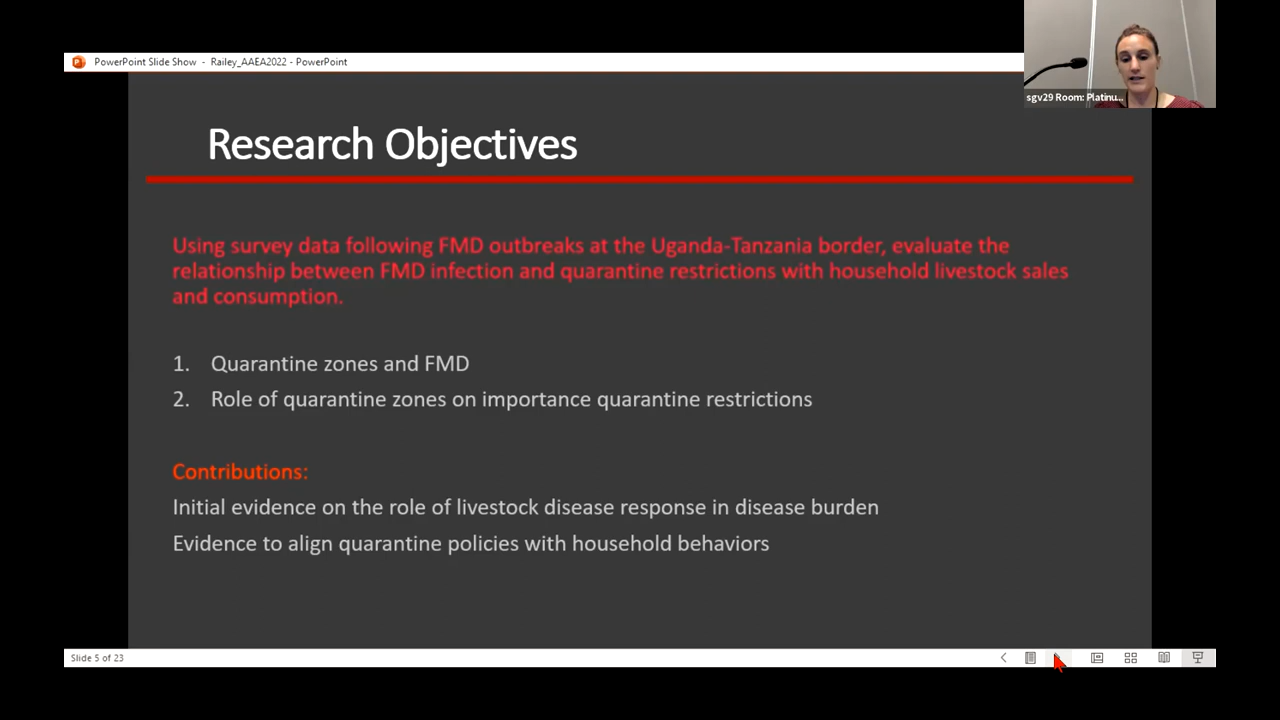 PowerPoint Slide Show - Railey_AAEA2022 - PowerPoint
sgv29 Room: Platinu...
Research Objectives
Using survey data following FMD outbreaks at the Uganda-Tanzania border, evaluate the
relationship between FMD infection and quarantine restrictions with household livestock sales
and consumption.
1. Quarantine zones and FMD
2. Role of quarantine zones on importance quarantine restrictions
Contributions:
Initial evidence on the role of livestock disease response in disease burden
Evidence to align quarantine policies with household behaviors
Slide 5 of 23